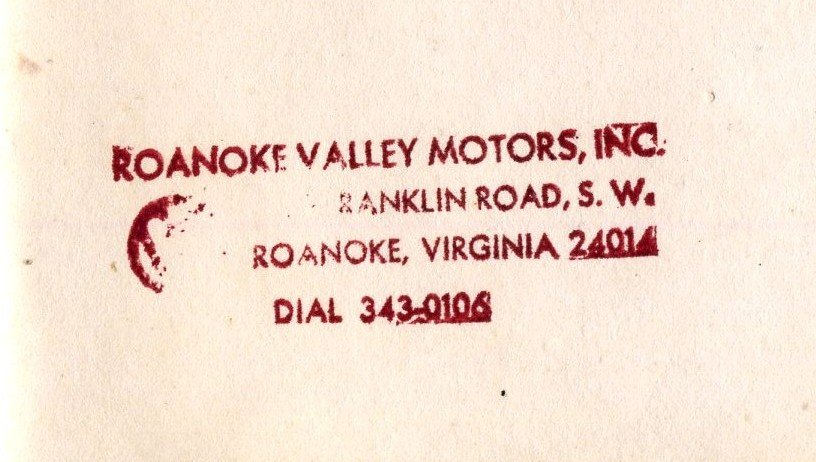 ROANOKE VALLEY MOTORS, INC.
RANKLIN ROAD, S. W.
ROANOKE, VIRGINIA 24014
DIAL 343-0106